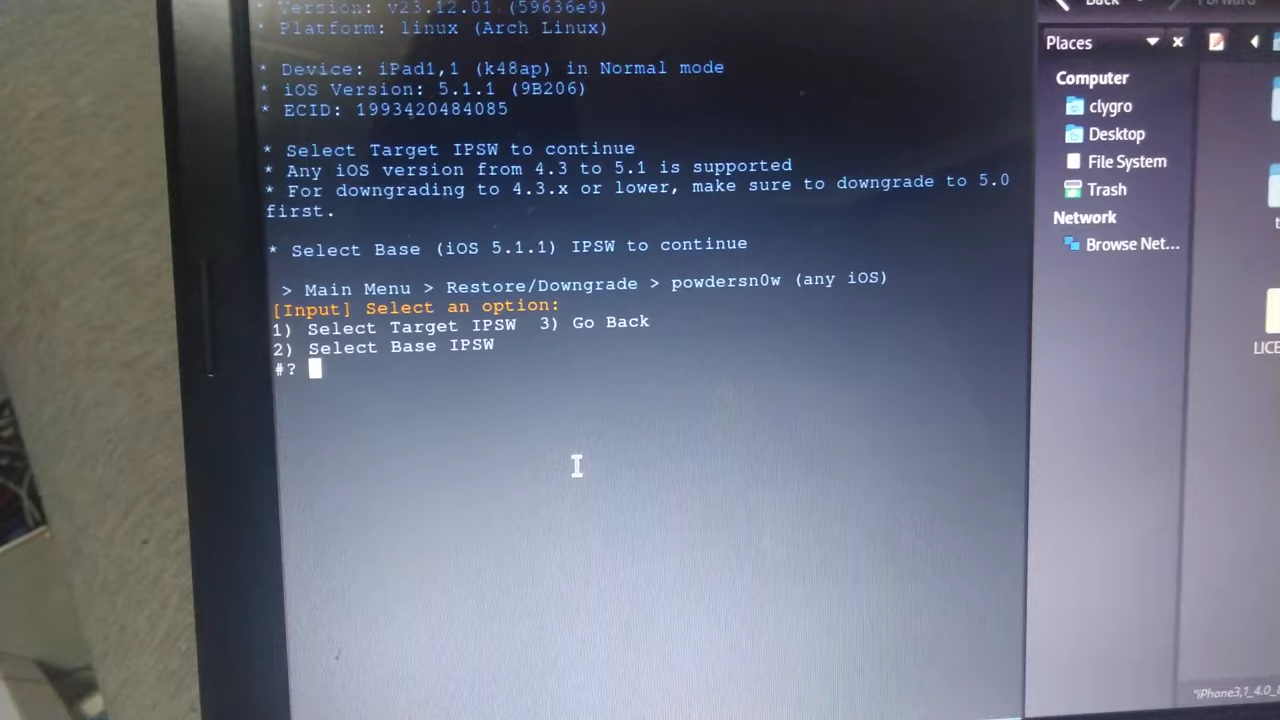 * Version: v23.12.01 (59636e9)
* Platform: linux (Arch Linux)
* Device: iPad1,1 (k48ap) in Normal mode
* iOS Version: 5.1.1 (9B206)
* ECID: 1993420484085
* Select Target IPSW to continue
* Any iOS version from 4.3 to 5.1 is supported
* For downgrading to 4.3.x or lower, make sure to downgrade to 5.0
first.
* Select Base (iOS 5.1.1) IPSW to continue
> Main Menu > Restore/Downgrade > powdersn0w (any iOS)
[Input] Select an option:
1) Select Target IPSW 3) Go Back
2) Select Base IPSW
#?
Back Forward
Places
Computer
clygro
Desktop
File System
Trash
Network
Browse Net...
LICE
"iPhone3,1_4.0_